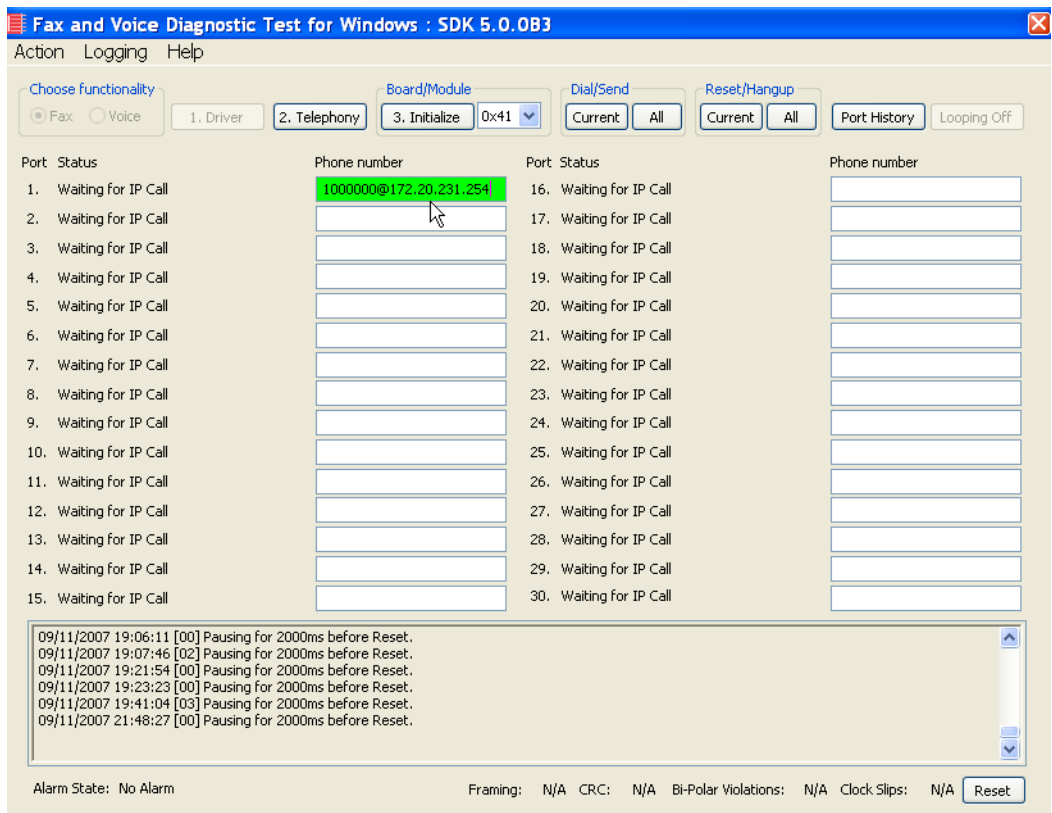 Fax and Voice Diagnostic Test for Windows : SDK 5.0.0B3
Action Logging Help
Choose functionality Board/Module Dial/Send Reset/Hangup
Fax Voice 1. Driver 2. Telephony 3. Initialize 0x41 Current All Current All Port History Looping Off
Port Status Phone number Port Status Phone number
1. Waiting for IP Call 1000000@172.20.231.254 16. Waiting for IP Call
2. Waiting for IP Call 17. Waiting for IP Call
3. Waiting for IP Call 18. Waiting for IP Call
4. Waiting for IP Call 19. Waiting for IP Call
5. Waiting for IP Call 20. Waiting for IP Call
6. Waiting for IP Call 21. Waiting for IP Call
7. Waiting for IP Call 22. Waiting for IP Call
8. Waiting for IP Call 23. Waiting for IP Call
9. Waiting for IP Call 24. Waiting for IP Call
10. Waiting for IP Call 25. Waiting for IP Call
11. Waiting for IP Call 26. Waiting for IP Call
12. Waiting for IP Call 27. Waiting for IP Call
13. Waiting for IP Call 28. Waiting for IP Call
14. Waiting for IP Call 29. Waiting for IP Call
15. Waiting for IP Call 30. Waiting for IP Call
09/11/2007 19:06:11 [00] Pausing for 2000ms before Reset.
09/11/2007 19:07:46 [02] Pausing for 2000ms before Reset.
09/11/2007 19:21:54 [00] Pausing for 2000ms before Reset.
09/11/2007 19:23:23 [00] Pausing for 2000ms before Reset.
09/11/2007 19:41:04 [03] Pausing for 2000ms before Reset.
09/11/2007 21:48:27 [00] Pausing for 2000ms before Reset.
Alarm State: No Alarm Framing: N/A CRC: N/A Bi-Polar Violations: N/A Clock Slips: N/A Reset